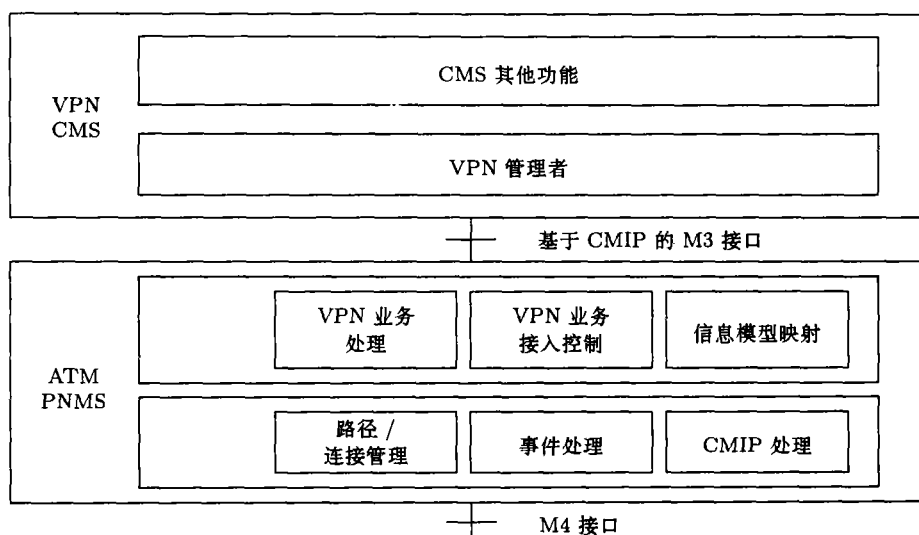 CMS 其他功能
VPN
CMS
VPN 管理者
基于 CMIP 的 M3 接口
VPN 业务
处理
VPN 业务
接入控制
信息模型映射
ATM
PNMS
路径 /
连接管理
事件处理
CMIP 处理
M4 接口